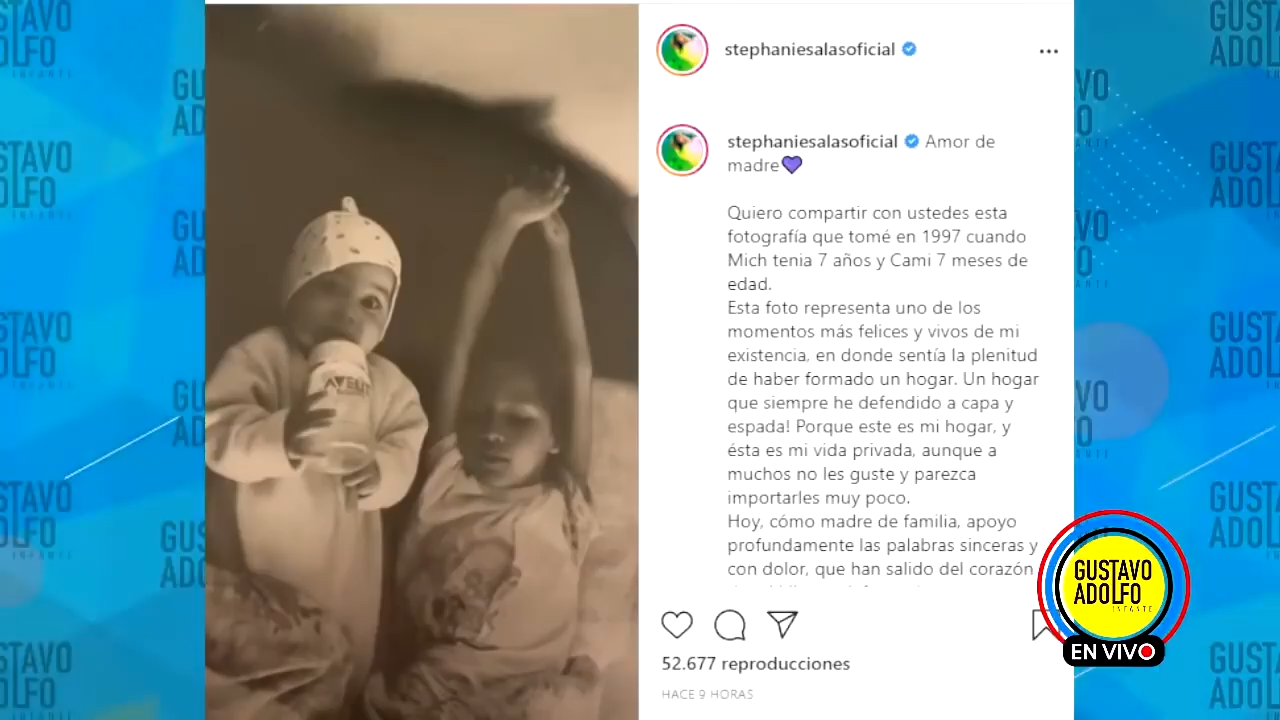 stephaniesalasoficial
stephaniesalasoficial Amor de
madre💜
Quiero compartir con ustedes esta
fotografía que tomé en 1997 cuando
Mich tenia 7 años y Cami 7 meses de
edad.
Esta foto representa uno de los
momentos más felices y vivos de mi
existencia, en donde sentía la plenitud
de haber formado un hogar. Un hogar
que siempre he defendido a capa y
espada! Porque este es mi hogar, y
ésta es mi vida privada, aunque a
muchos no les guste y parezca
importarles muy poco.
Hoy, cómo madre de familia, apoyo
profundamente las palabras sinceras y
con dolor, que han salido del corazón
52.677 reproducciones
HACE 9 HORAS
AVENT
GUSTAVO
ADOLFO
INFANTE
EN VIVO